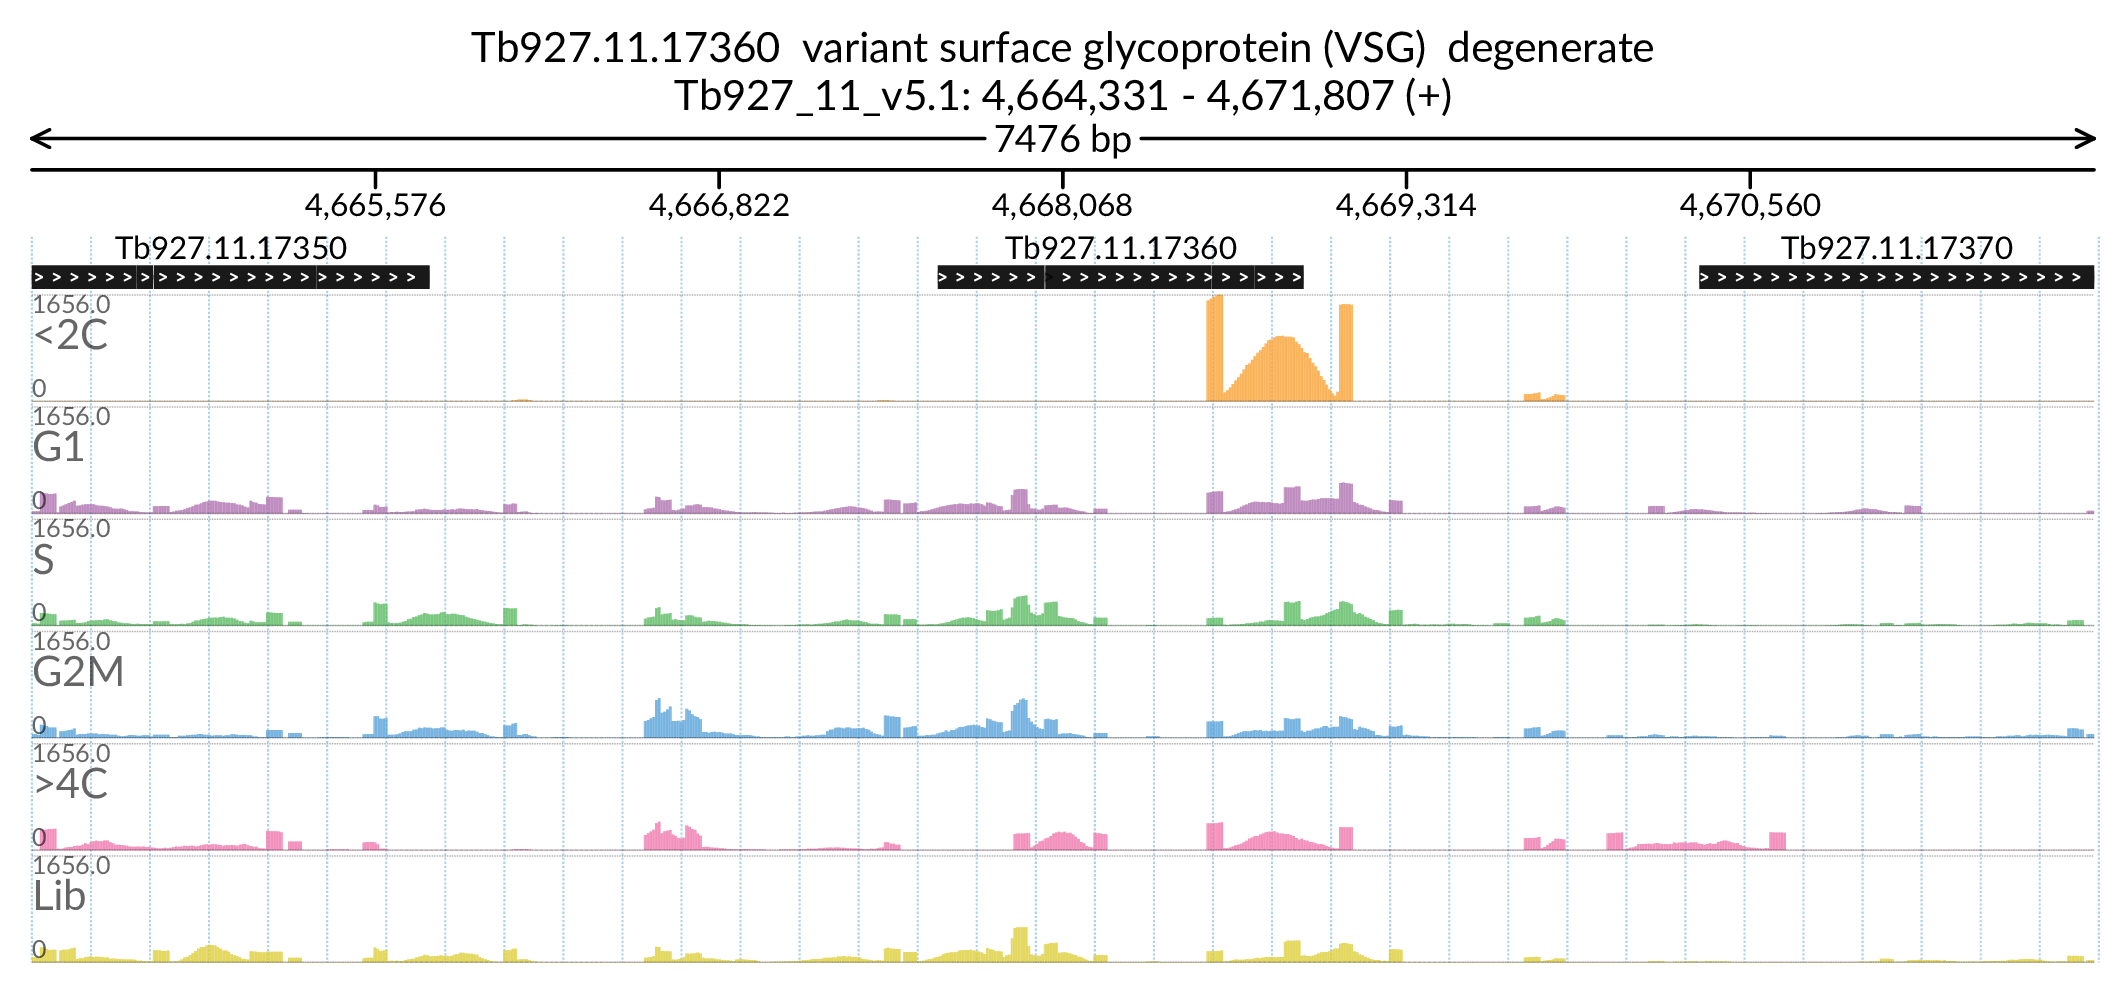 Tb927.11.17360  variant surface glycoprotein (VSG)  degenerate
Tb927_11_v5.1: 4,664,331 - 4,671,807 (+)
7476 bp
4,665,576 4,666,822 4,668,068 4,669,314 4,670,560
Tb927.11.17350 Tb927.11.17360 Tb927.11.17370
1656.0
<2C
0
1656.0
G1
0
1656.0
S
0
1656.0
G2M
0
1656.0
>4C
0
1656.0
Lib
0